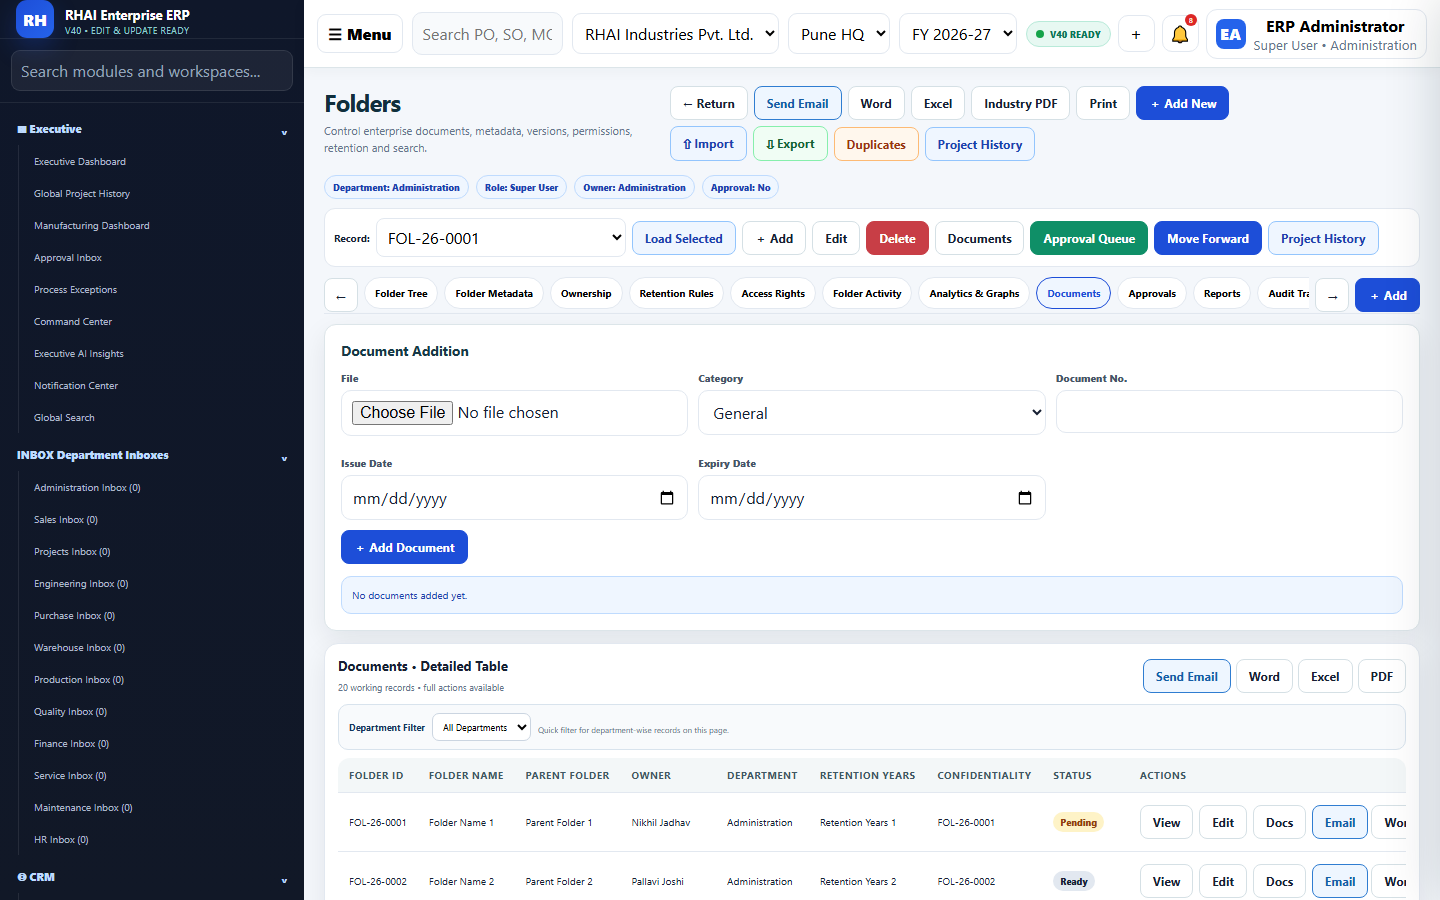 RH
RHAI Enterprise ERP
V40 • EDIT & UPDATE READY
☰ Menu
Search PO, SO, MO
RHAI Industries Pvt. Ltd.
Pune HQ
FY 2026-27
V40 READY
+
8
EA
ERP Administrator
Super User • Administration
Search modules and workspaces...
Executive
Executive Dashboard
Global Project History
Manufacturing Dashboard
Approval Inbox
Process Exceptions
Command Center
Executive AI Insights
Notification Center
Global Search
INBOX Department Inboxes
Administration Inbox (0)
Sales Inbox (0)
Projects Inbox (0)
Engineering Inbox (0)
Purchase Inbox (0)
Warehouse Inbox (0)
Production Inbox (0)
Quality Inbox (0)
Finance Inbox (0)
Service Inbox (0)
Maintenance Inbox (0)
HR Inbox (0)
CRM
Folders
Control enterprise documents, metadata, versions, permissions,
retention and search.
← Return
Send Email
Word
Excel
Industry PDF
Print
+ Add New
⇧ Import
⇩ Export
Duplicates
Project History
Department: Administration
Role: Super User
Owner: Administration
Approval: No
Record:
FOL-26-0001
Load Selected
+ Add
Edit
Delete
Documents
Approval Queue
Move Forward
Project History
←
Folder Tree
Folder Metadata
Ownership
Retention Rules
Access Rights
Folder Activity
Analytics & Graphs
Documents
Approvals
Reports
Audit Tra
→
+ Add
Document Addition
File
Category
Document No.
Choose File No file chosen
General
Issue Date
Expiry Date
mm/dd/yyyy
mm/dd/yyyy
+ Add Document
No documents added yet.
Documents • Detailed Table
20 working records • full actions available
Send Email
Word
Excel
PDF
Department Filter
All Departments
Quick filter for department-wise records on this page.
FOLDER ID FOLDER NAME PARENT FOLDER OWNER DEPARTMENT RETENTION YEARS CONFIDENTIALITY STATUS ACTIONS
FOL-26-0001 Folder Name 1 Parent Folder 1 Nikhil Jadhav Administration Retention Years 1 FOL-26-0001 Pending View Edit Docs Email Wor
FOL-26-0002 Folder Name 2 Parent Folder 2 Pallavi Joshi Administration Retention Years 2 FOL-26-0002 Ready View Edit Docs Email Wor